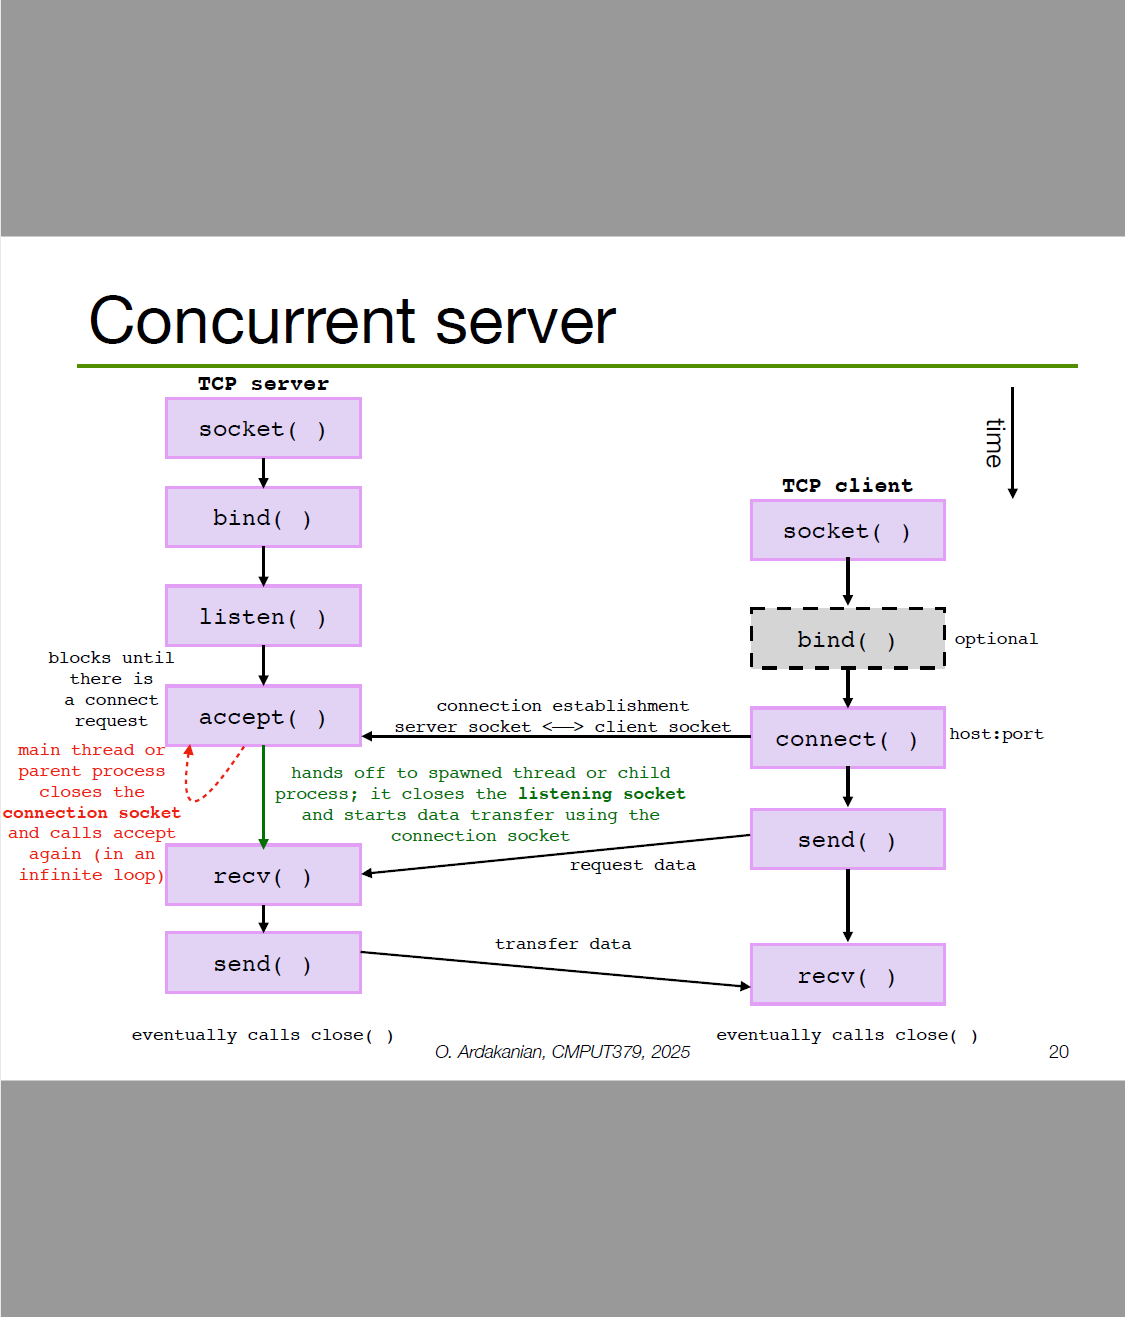 Concurrent server
TCP server
socket( )
bind( )
listen( )
blocks until
there is
a connect
request
accept( )
main thread or
parent process
closes the
connection socket
and calls accept
again (in an
infinite loop)
hands off to spawned thread or child
process; it closes the listening socket
and starts data transfer using the
connection socket
recv( )
send( )
eventually calls close( )
connection establishment
server socket <—> client socket
request data
transfer data
time
TCP client
socket( )
bind( )
optional
connect( )
host:port
send( )
recv( )
eventually calls close( )
O. Ardakanian, CMPUT379, 2025
20